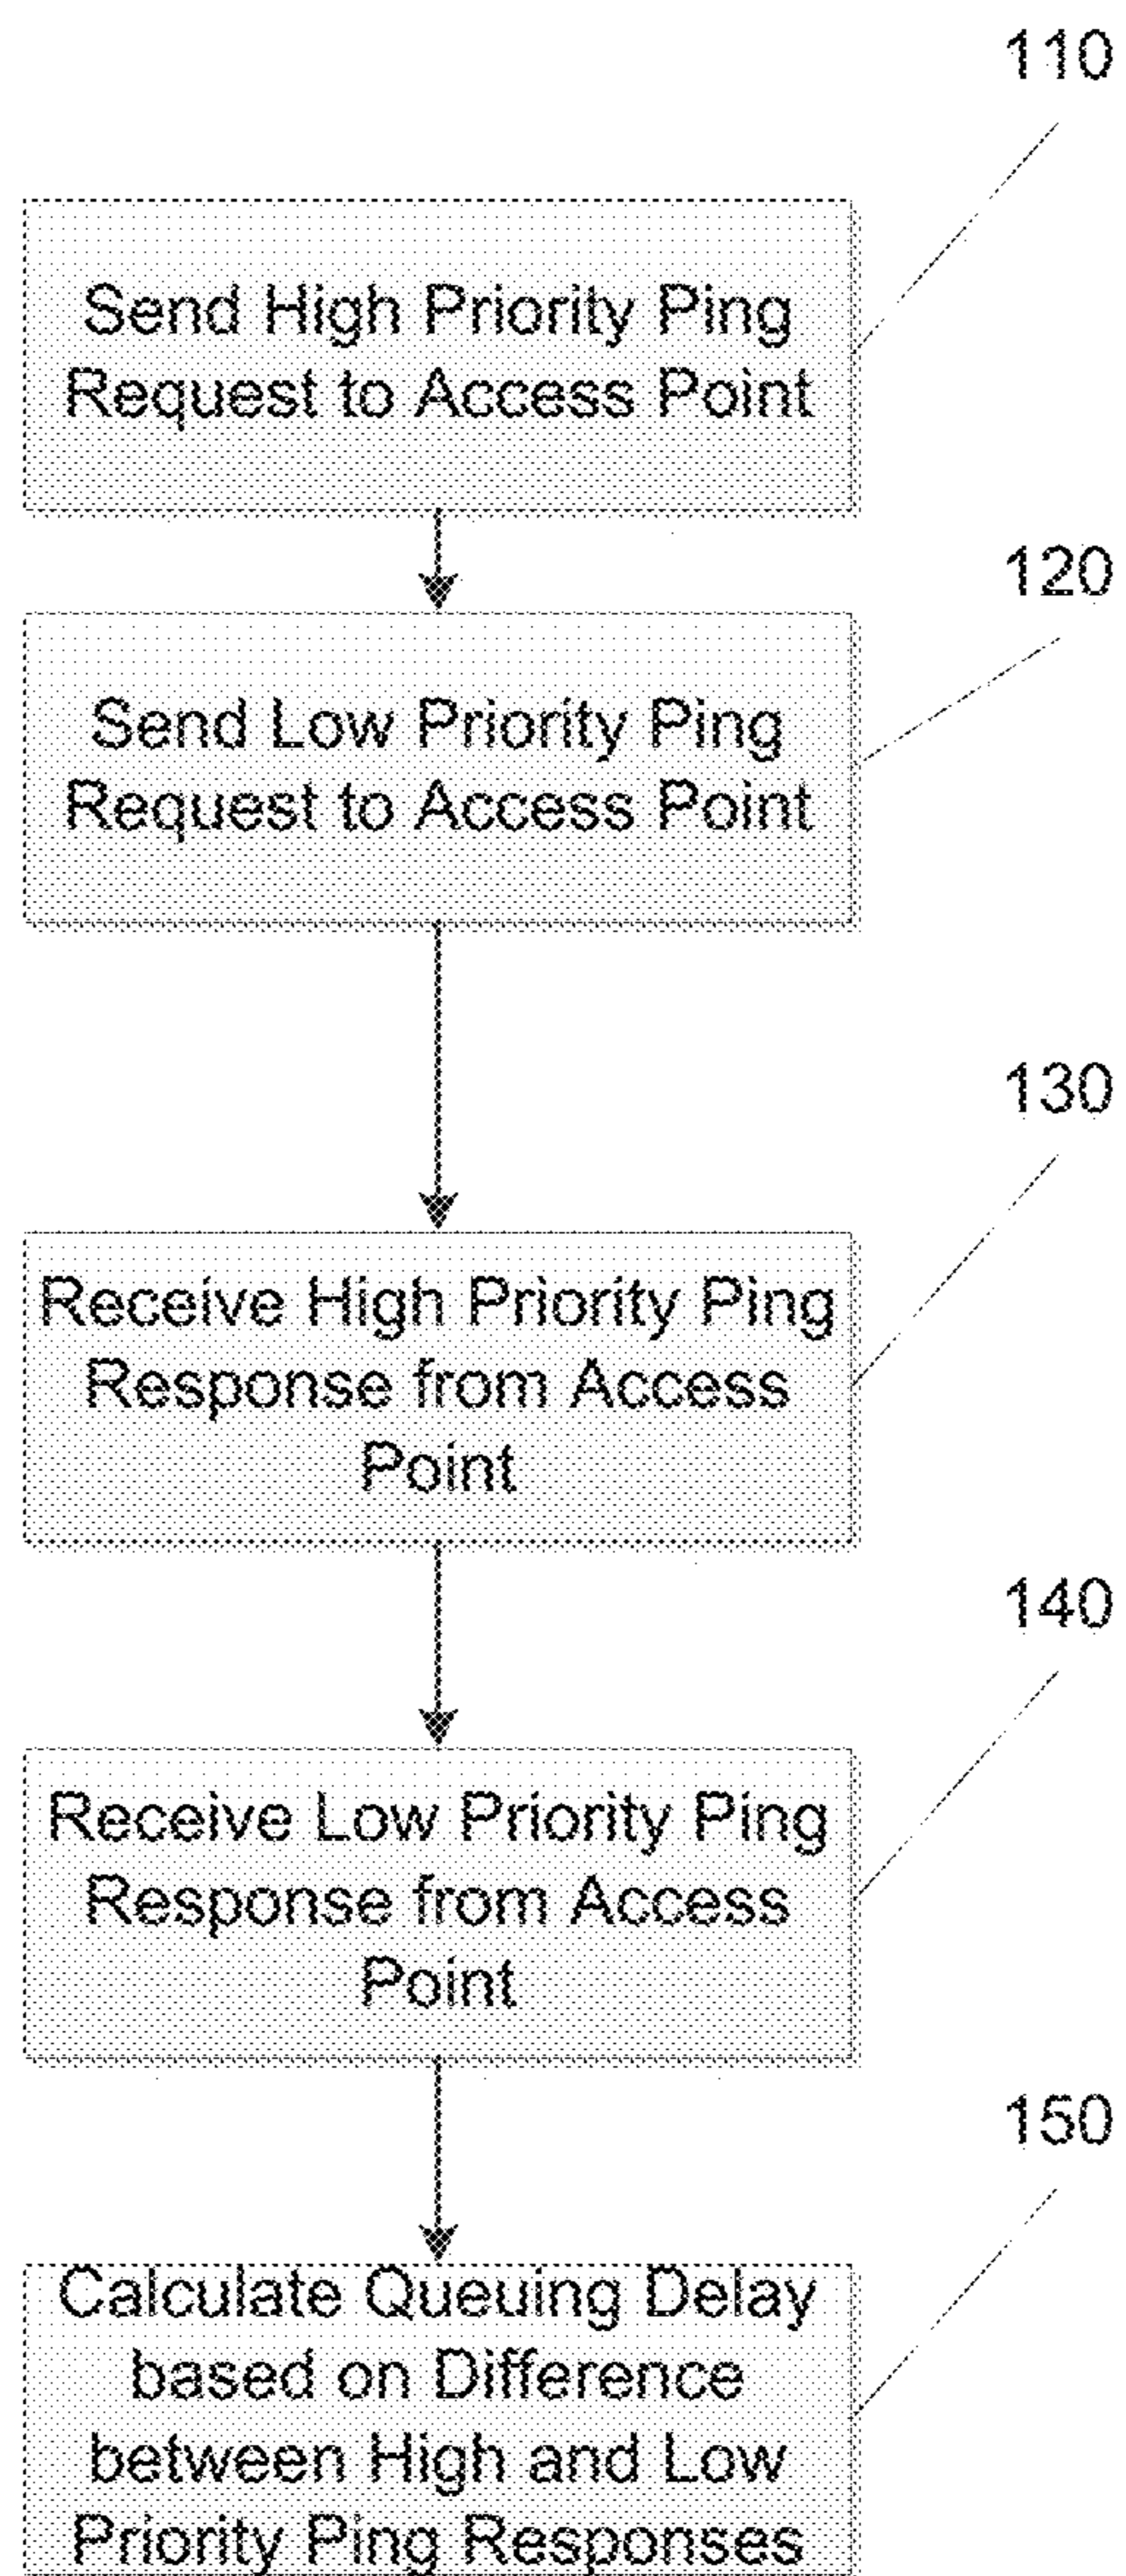 110
Send High Priority Ping
Request to Access Point
120
Send Low Priority Ping
Request to Access Point
130
Receive High Priority Ping
Response from Access
Point
140
Receive Low Priority Ping
Response from Access
Point
150
Calculate Queuing Delay
based on Difference
between High and Low
Priority Ping Responses